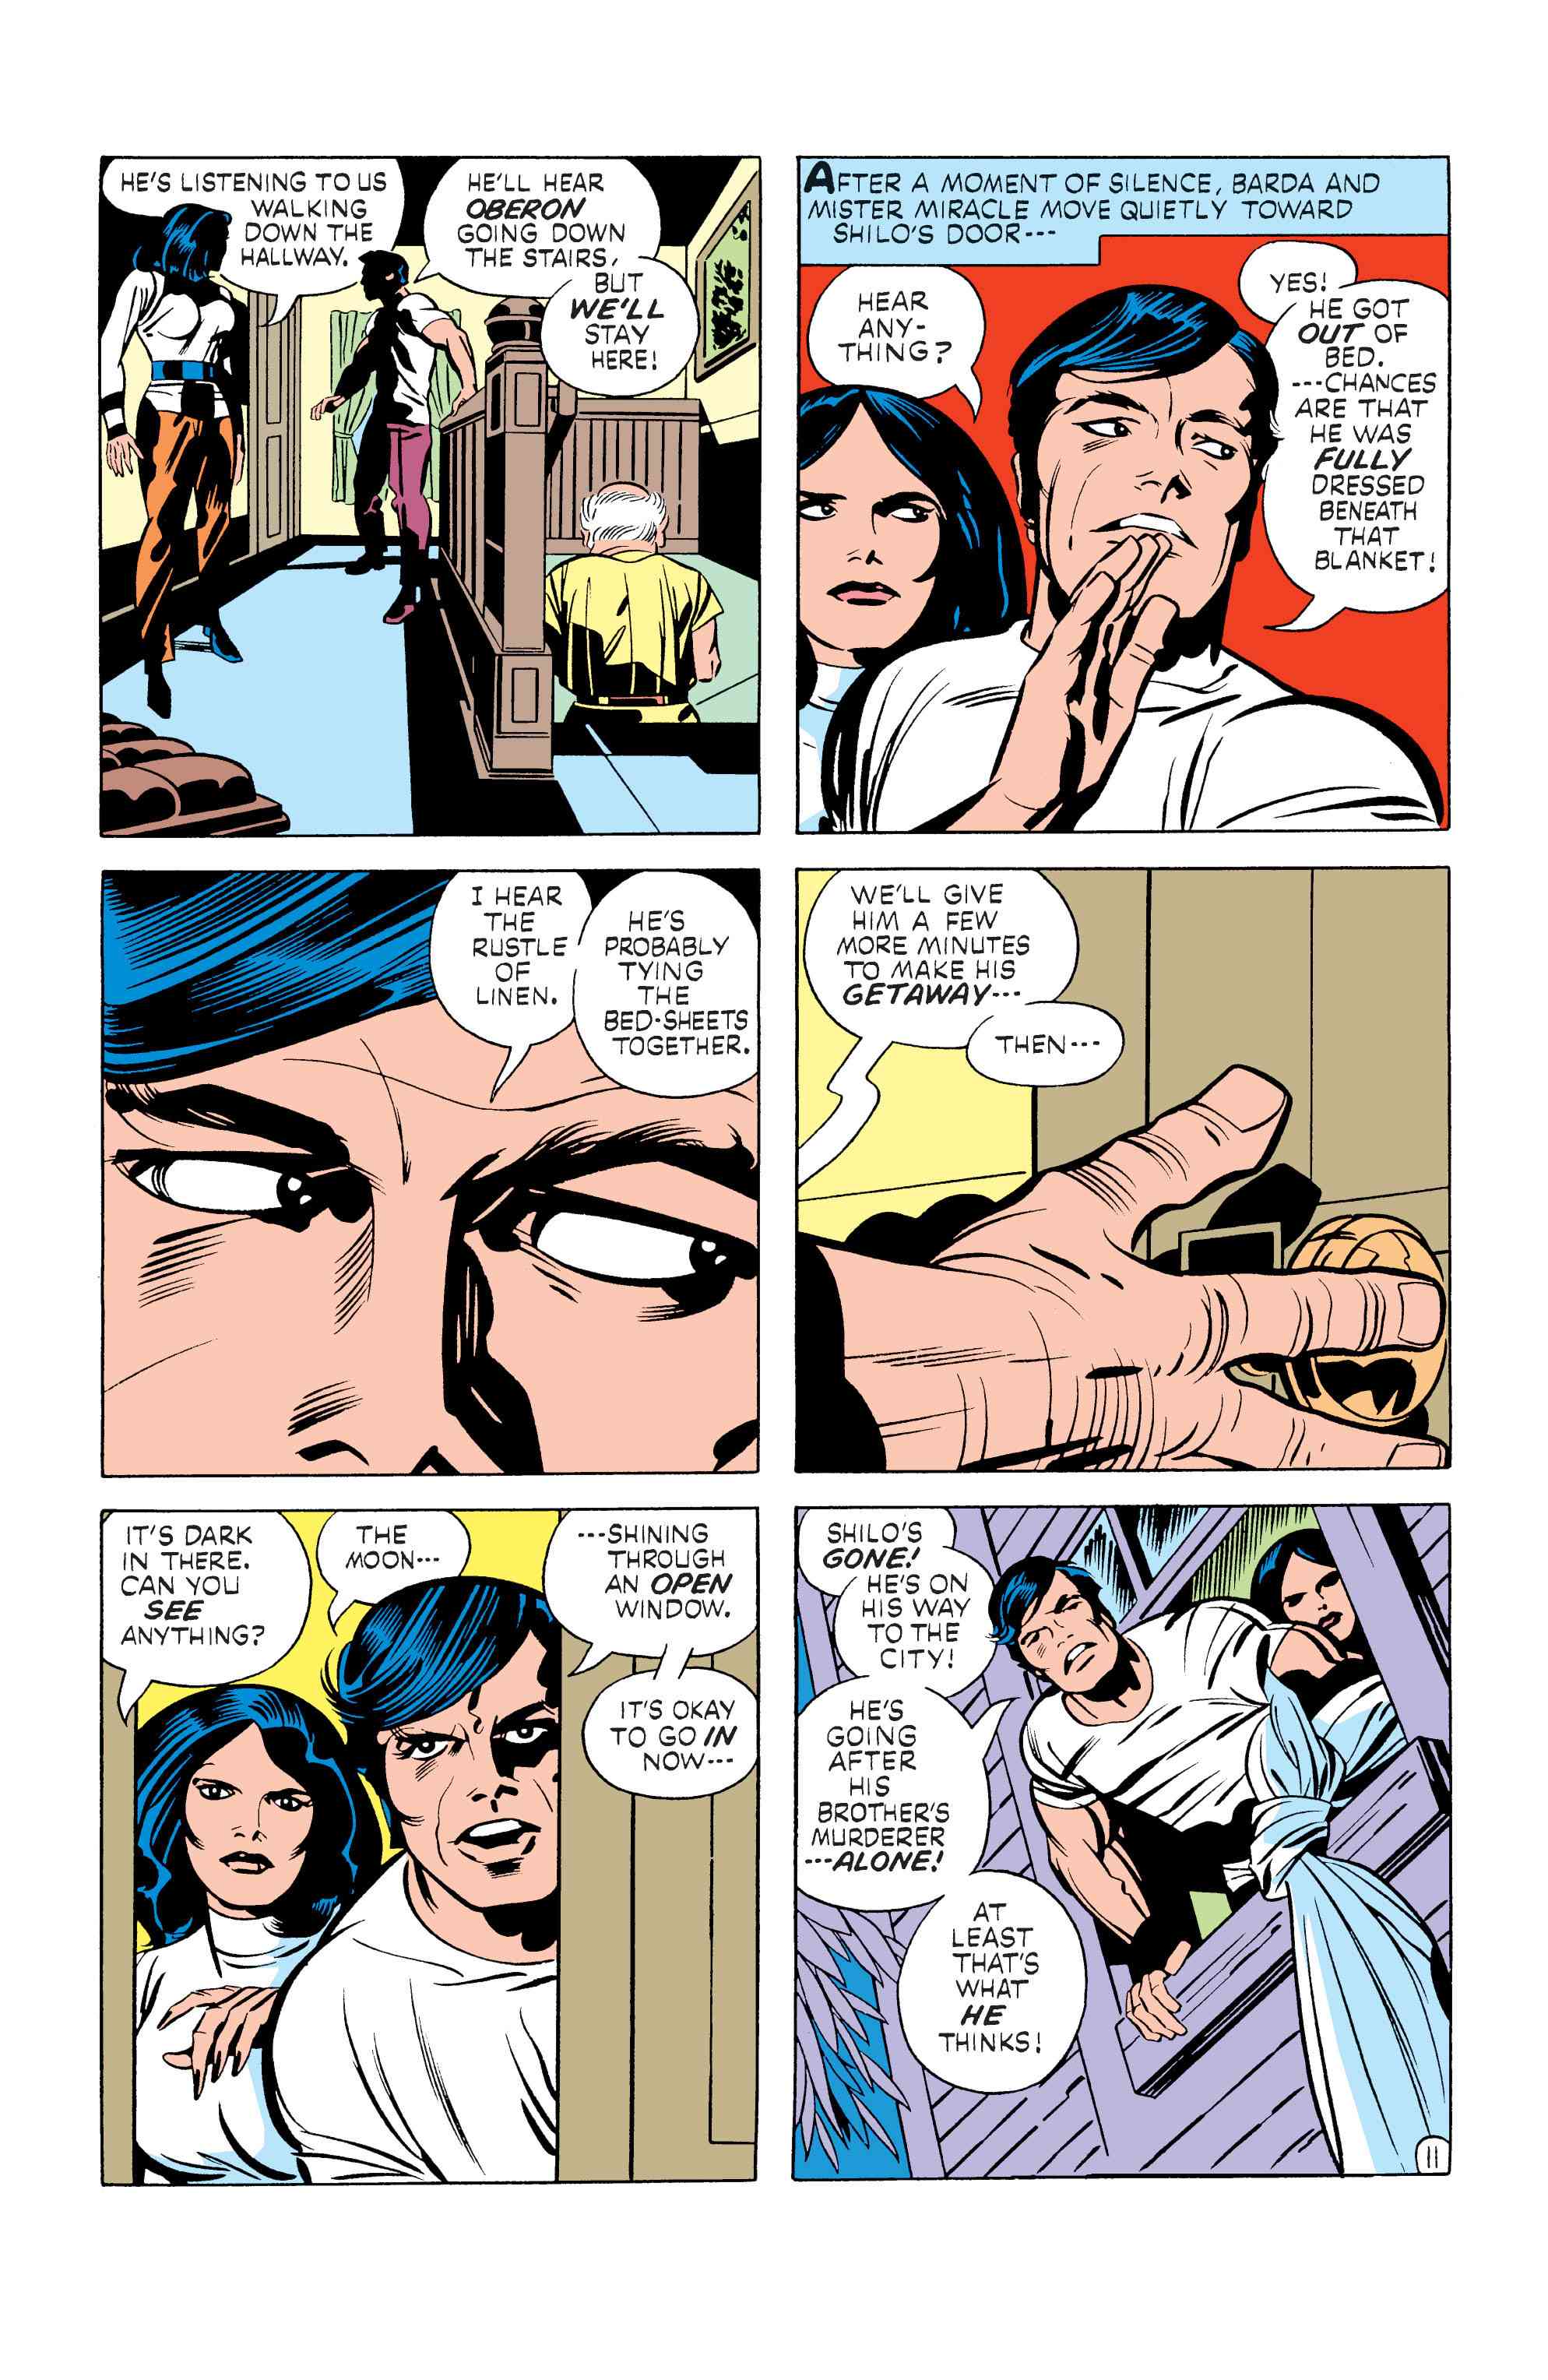 HE'S LISTENING TO US
WALKING
DOWN THE
HALLWAY.
HE'LL HEAR
OBERON
GOING DOWN
THE STAIRS,
BUT
WE'LL
STAY
HERE!
AFTER A MOMENT OF SILENCE, BARDA AND
MISTER MIRACLE MOVE QUIETLY TOWARD
SHILO'S DOOR---
HEAR
ANY-
THING?
YES!
HE GOT
OUT OF
BED.
---CHANCES
ARE THAT
HE WAS
FULLY
DRESSED
BENEATH
THAT
BLANKET!
I HEAR
THE
RUSTLE
OF
LINEN.
HE'S
PROBABLY
TYING
THE
BED-SHEETS
TOGETHER.
WE'LL GIVE
HIM A FEW
MORE MINUTES
TO MAKE HIS
GETAWAY---
THEN---
IT'S DARK
IN THERE.
CAN YOU
SEE
ANYTHING?
THE
MOON---
---SHINING
THROUGH
AN OPEN
WINDOW.
IT'S OKAY
TO GO IN
NOW---
SHILO'S
GONE!
HE'S ON
HIS WAY
TO THE
CITY!
HE'S
GOING
AFTER
HIS
BROTHER'S
MURDERER
---ALONE!
AT
LEAST
THAT'S
WHAT
HE
THINKS!
11